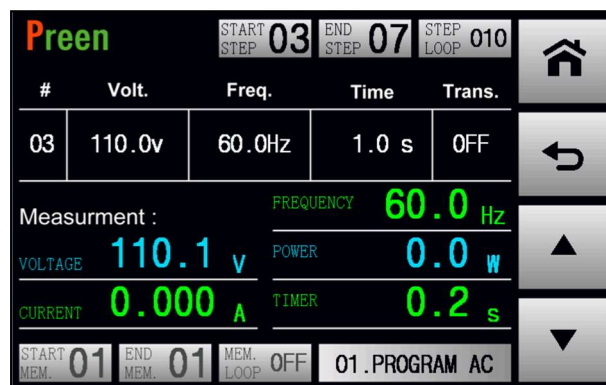 Preen START STEP 03 END STEP 07 STEP LOOP 010
# Volt. Freq. Time Trans.
03 110.0v 60.0Hz 1.0 s OFF
Measurment :
FREQUENCY 60.0 Hz
VOLTAGE 110.1 V
POWER 0.0 W
CURRENT 0.000 A
TIMER 0.2 s
START MEM. 01 END MEM. 01 MEM. LOOP OFF 01.PROGRAM AC